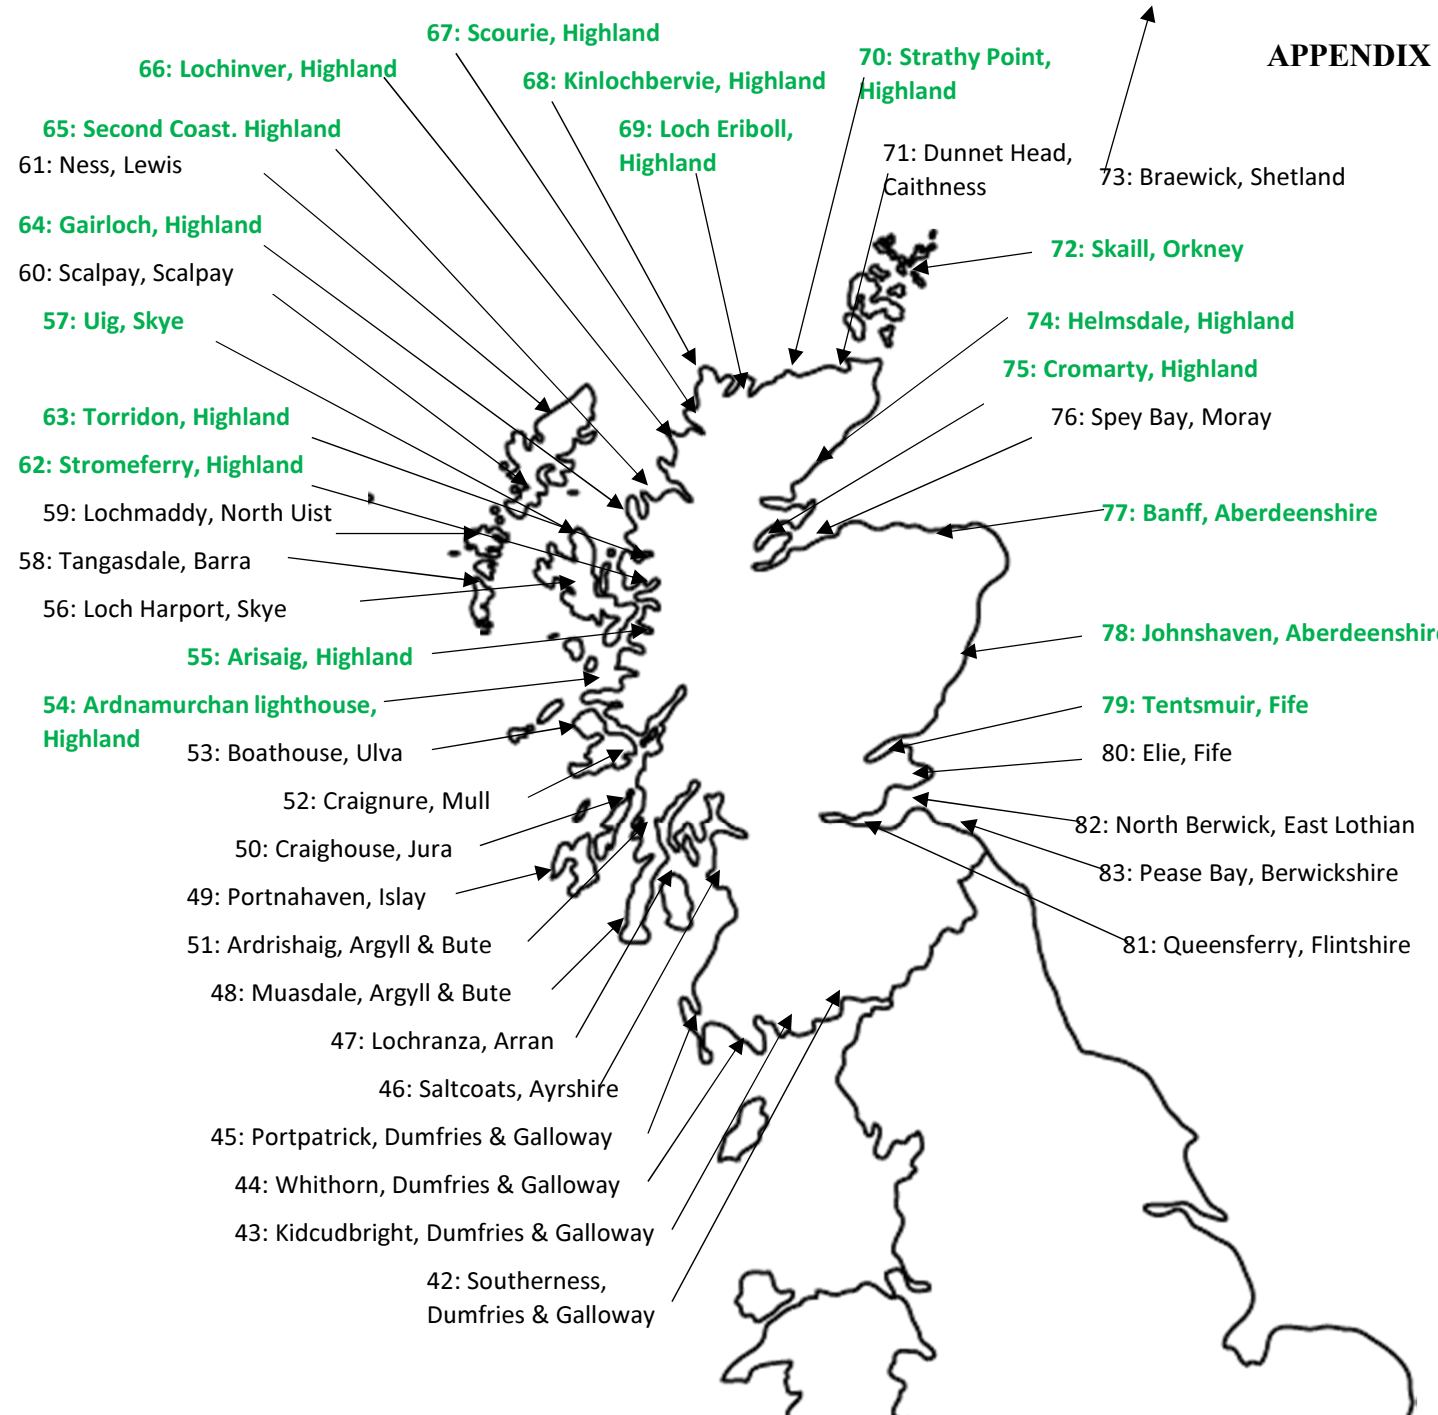 67: Scourie, Highland
APPENDIX
66: Lochinver, Highland
68: Kinlochbervie, Highland
70: Strathy Point,
Highland
65: Second Coast. Highland
69: Loch Eriboll,
Highland
61: Ness, Lewis
71: Dunnet Head,
Caithness
73: Braewick, Shetland
64: Gairloch, Highland
72: Skaill, Orkney
60: Scalpay, Scalpay
57: Uig, Skye
74: Helmsdale, Highland
75: Cromarty, Highland
63: Torridon, Highland
76: Spey Bay, Moray
62: Stromeferry, Highland
59: Lochmaddy, North Uist
77: Banff, Aberdeenshire
58: Tangasdale, Barra
56: Loch Harport, Skye
78: Johnshaven, Aberdeenshire
55: Arisaig, Highland
54: Ardnamurchan lighthouse,
Highland
79: Tentsmuir, Fife
53: Boathouse, Ulva
80: Elie, Fife
52: Craignure, Mull
82: North Berwick, East Lothian
50: Craighouse, Jura
83: Pease Bay, Berwickshire
49: Portnahaven, Islay
51: Ardrishaig, Argyll & Bute
81: Queensferry, Flintshire
48: Muasdale, Argyll & Bute
47: Lochranza, Arran
46: Saltcoats, Ayrshire
45: Portpatrick, Dumfries & Galloway
44: Whithorn, Dumfries & Galloway
43: Kidcudbright, Dumfries & Galloway
42: Southerness,
Dumfries & Galloway